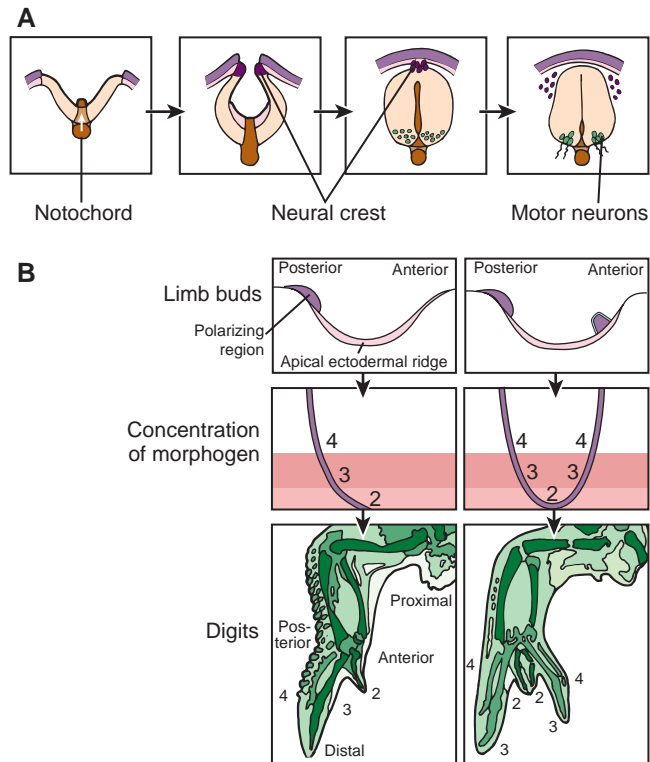 A
Notochord
Neural crest
Motor neurons
B
Limb buds
Posterior
Anterior
Polarizing
region
Apical ectodermal ridge
Posterior
Anterior
Concentration
of morphogen
4
3
2
4
4
3
3
2
Digits
Pos-
terior
Proximal
Anterior
4
3
2
Distal
4
2
2
4
3
3